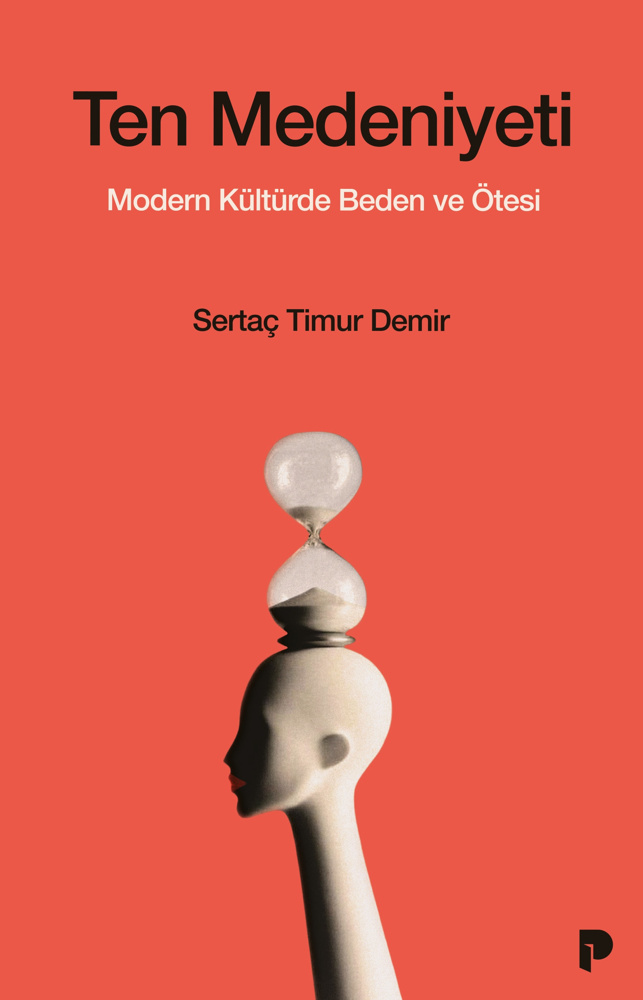 Ten Medeniyeti
Modern Kültürde Beden ve Ötesi
Sertaç Timur Demir